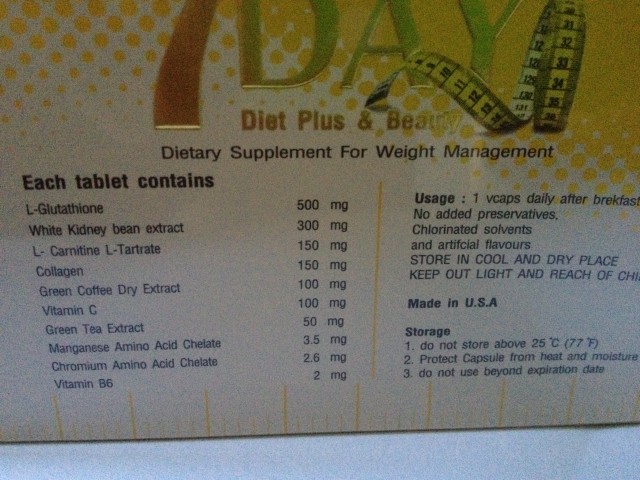 7 DAY
Diet Plus & Beauty
Dietary Supplement For Weight Management
Each tablet contains
L-Glutathione 500 mg
White Kidney bean extract 300 mg
L- Carnitine L-Tartrate 150 mg
Collagen 150 mg
Green Coffee Dry Extract 100 mg
Vitamin C 100 mg
Green Tea Extract 50 mg
Manganese Amino Acid Chelate 3.5 mg
Chromium Amino Acid Chelate 2.6 mg
Vitamin B6 2 mg
Usage : 1 vcaps daily after brekfast
No added preservatives,
Chlorinated solvents
and artifcial flavours
STORE IN COOL AND DRY PLACE
KEEP OUT LIGHT AND REACH OF
Made in U.S.A
Storage
1. do not store above 25 °C (77 °F)
2. Protect Capsule from heat and moisture
3. do not use beyond expiration date